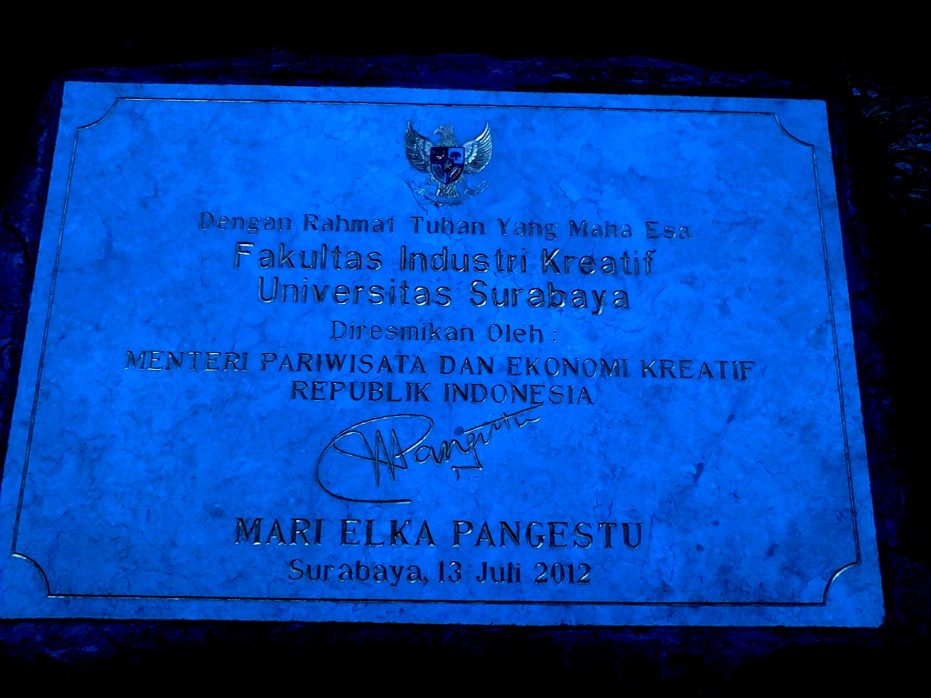 Dengan Rahmat Tuhan Yang Maha Esa
Fakultas Industri Kreatif
Universitas Surabaya
Diresmikan Oleh :
MENTERI PARIWISATA DAN EKONOMI KREATIF
REPUBLIK INDONESIA
MPangestu
MARI ELKA PANGESTU
Surabaya, 13 Juli 2012